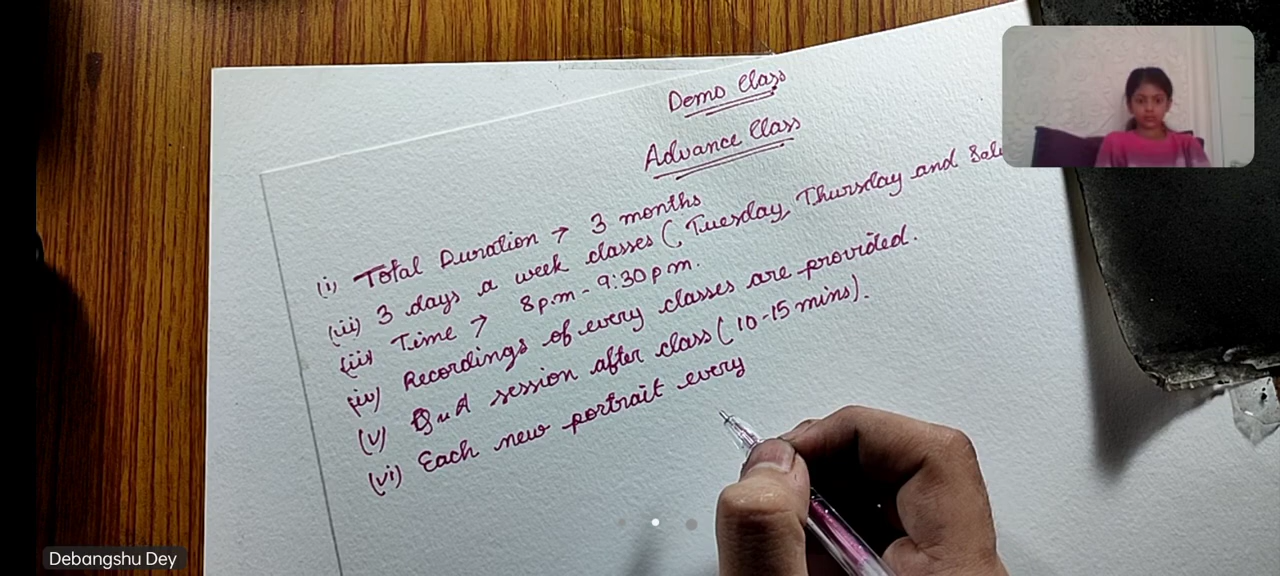 Demo Class
Advance Class
(i) Total Duration → 3 months
(ii) 3 days a week classes (Tuesday, Thursday and
(iii) Time → 8p.m - 9:30pm.
(iv) Recordings of every classes are provided.
(v) QnA session after class (10-15 mins).
(vi) Each new portrait every
Debangshu Dey